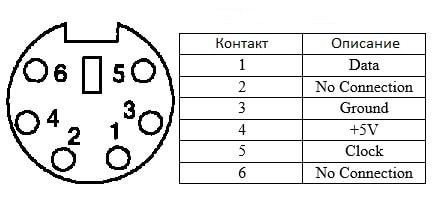 6 5
4 3
2 1
Контакт Описание
1 Data
2 No Connection
3 Ground
4 +5V
5 Clock
6 No Connection